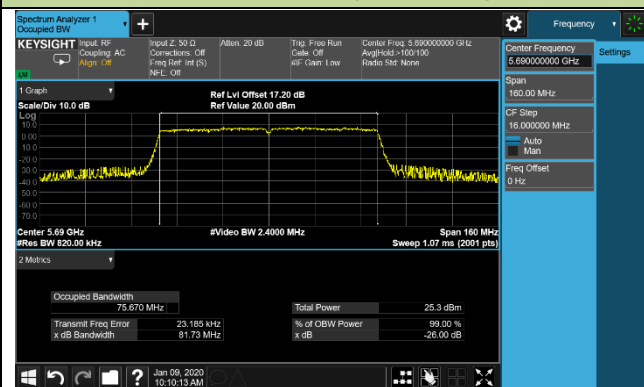 Spectrum Analyzer 1
Occupied BW
Frequency
KEYSIGHT
Input: RF
Coupling: AC
Align: Off
Input Z: 50 Ω
Corrections: Off
Freq Ref: Int (S)
NFE: Off
Atten: 20 dB
Trig: Free Run
Gate: Off
#IF Gain: Low
Center Freq: 5.690000000 GHz
Avg|Hold:>100/100
Radio Std: None
LXI
Center Frequency
5.690000000 GHz
Settings
Span
160.00 MHz
CF Step
16.000000 MHz
Auto
Man
Freq Offset
0 Hz
1 Graph
Scale/Div 10.0 dB
Ref Lvl Offset 17.20 dB
Ref Value 20.00 dBm
Log
10.0
0.00
-10.0
-20.0
-30.0
-40.0
-50.0
-60.0
-70.0
Center 5.69 GHz
#Res BW 820.00 kHz
#Video BW 2.4000 MHz
Span 160 MHz
Sweep 1.07 ms (2001 pts)
2 Metrics
Occupied Bandwidth
75.670 MHz
Total Power 25.3 dBm
Transmit Freq Error 23.185 kHz
% of OBW Power 99.00 %
x dB Bandwidth 81.73 MHz
x dB -26.00 dB
?
Jan 09, 2020
10:10:13 AM